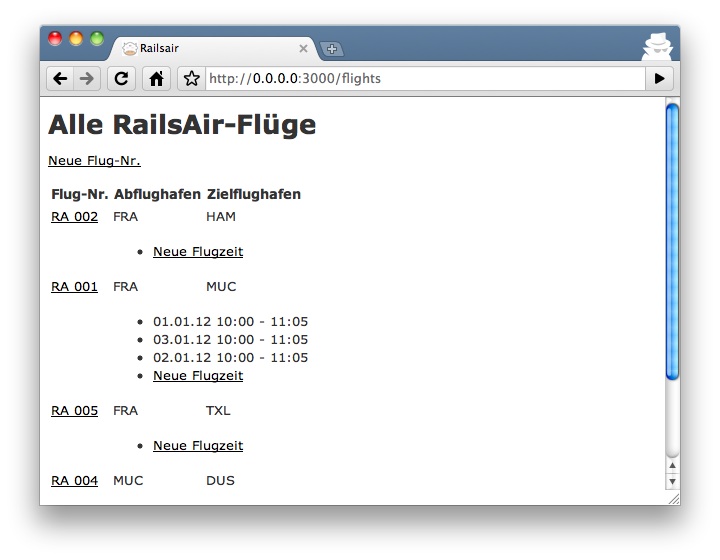 Railsair
http://0.0.0.0:3000/flights
Alle RailsAir-Flüge
Neue Flug-Nr.
Flug-Nr. Abflughafen Zielflughafen
RA 002 FRA HAM
• Neue Flugzeit
RA 001 FRA MUC
• 01.01.12 10:00 - 11:05
• 03.01.12 10:00 - 11:05
• 02.01.12 10:00 - 11:05
• Neue Flugzeit
RA 005 FRA TXL
• Neue Flugzeit
RA 004 MUC DUS